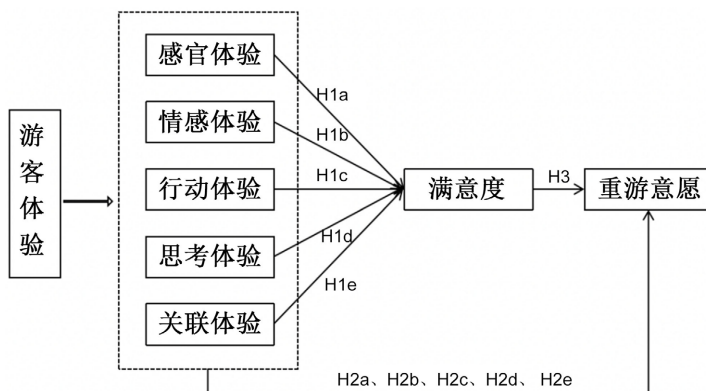 游客体验
感官体验
情感体验
行动体验
思考体验
关联体验
H1a
H1b
H1c
H1d
H1e
满意度
H3
重游意愿
H2a、H2b、H2c、H2d、 H2e